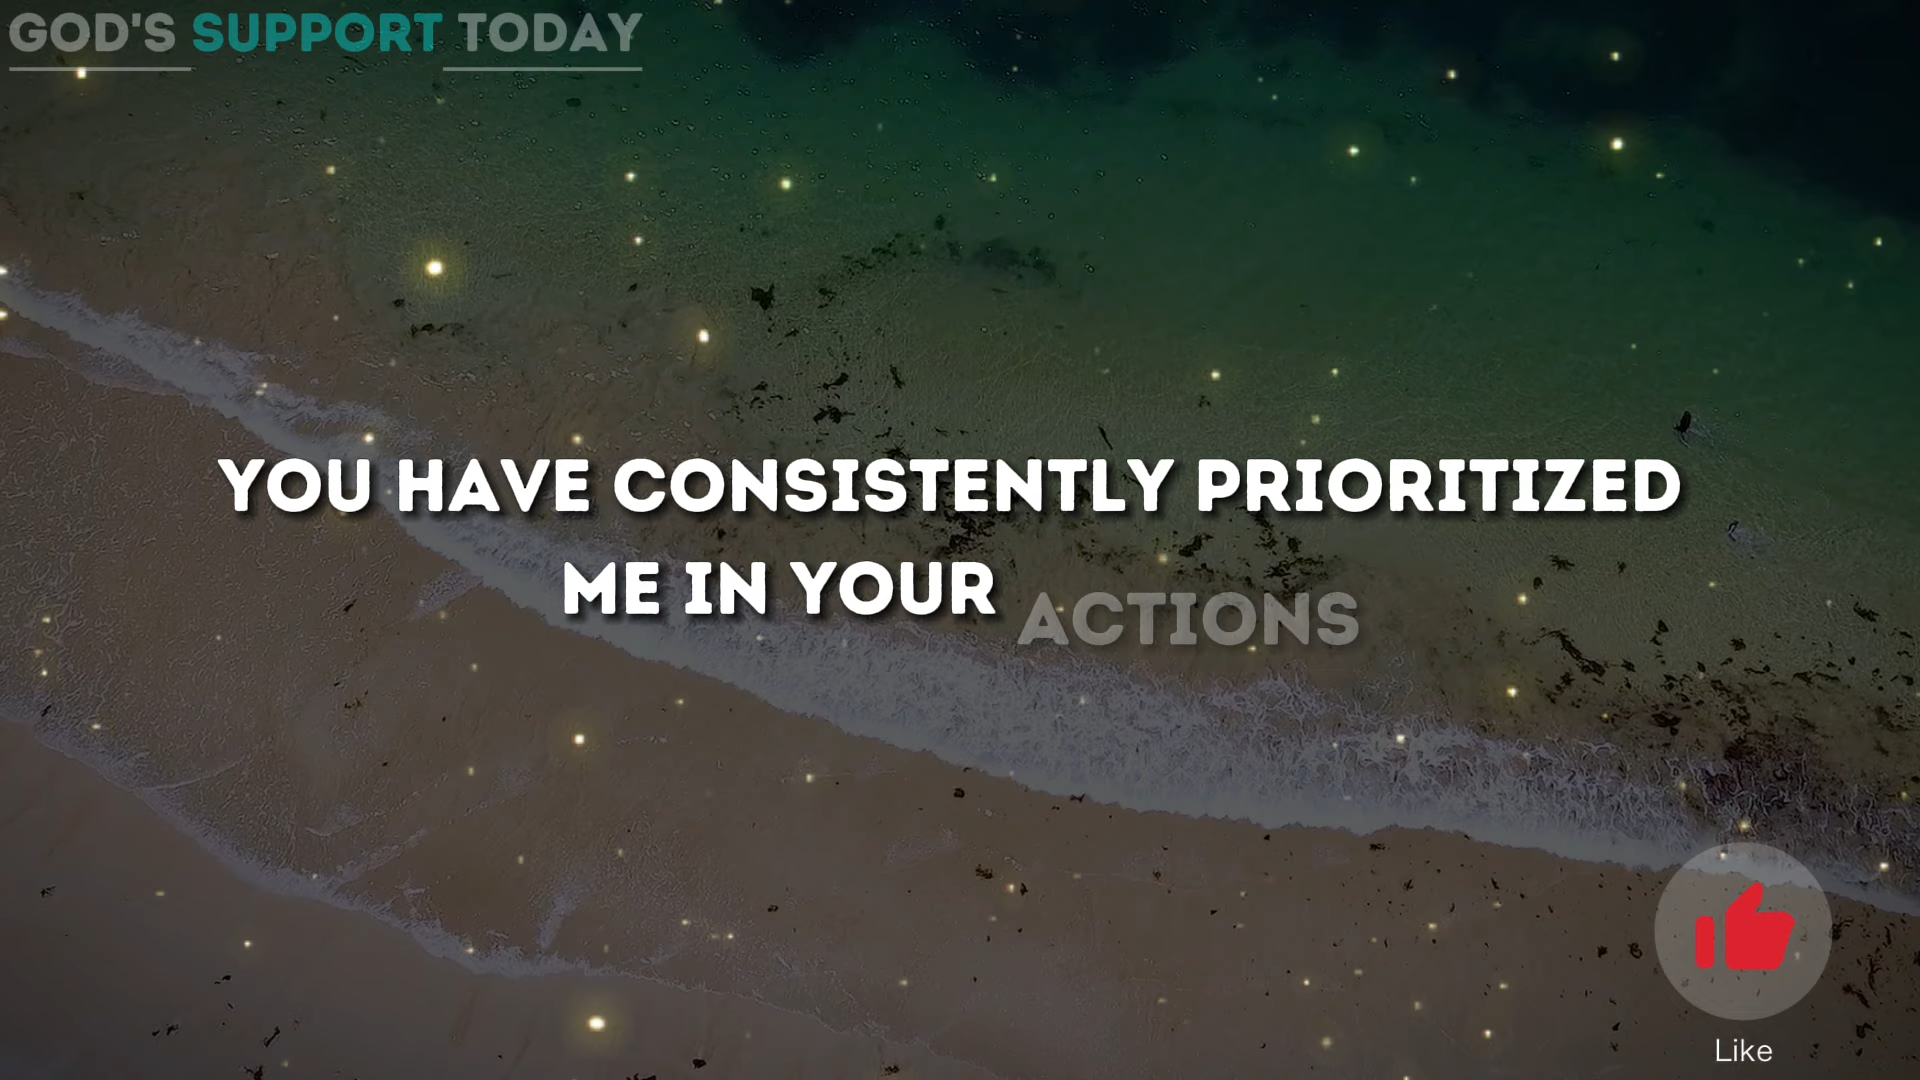 GOD'S SUPPORT TODAY
YOU HAVE CONSISTENTLY PRIORITIZED
ME IN YOUR ACTIONS
Like